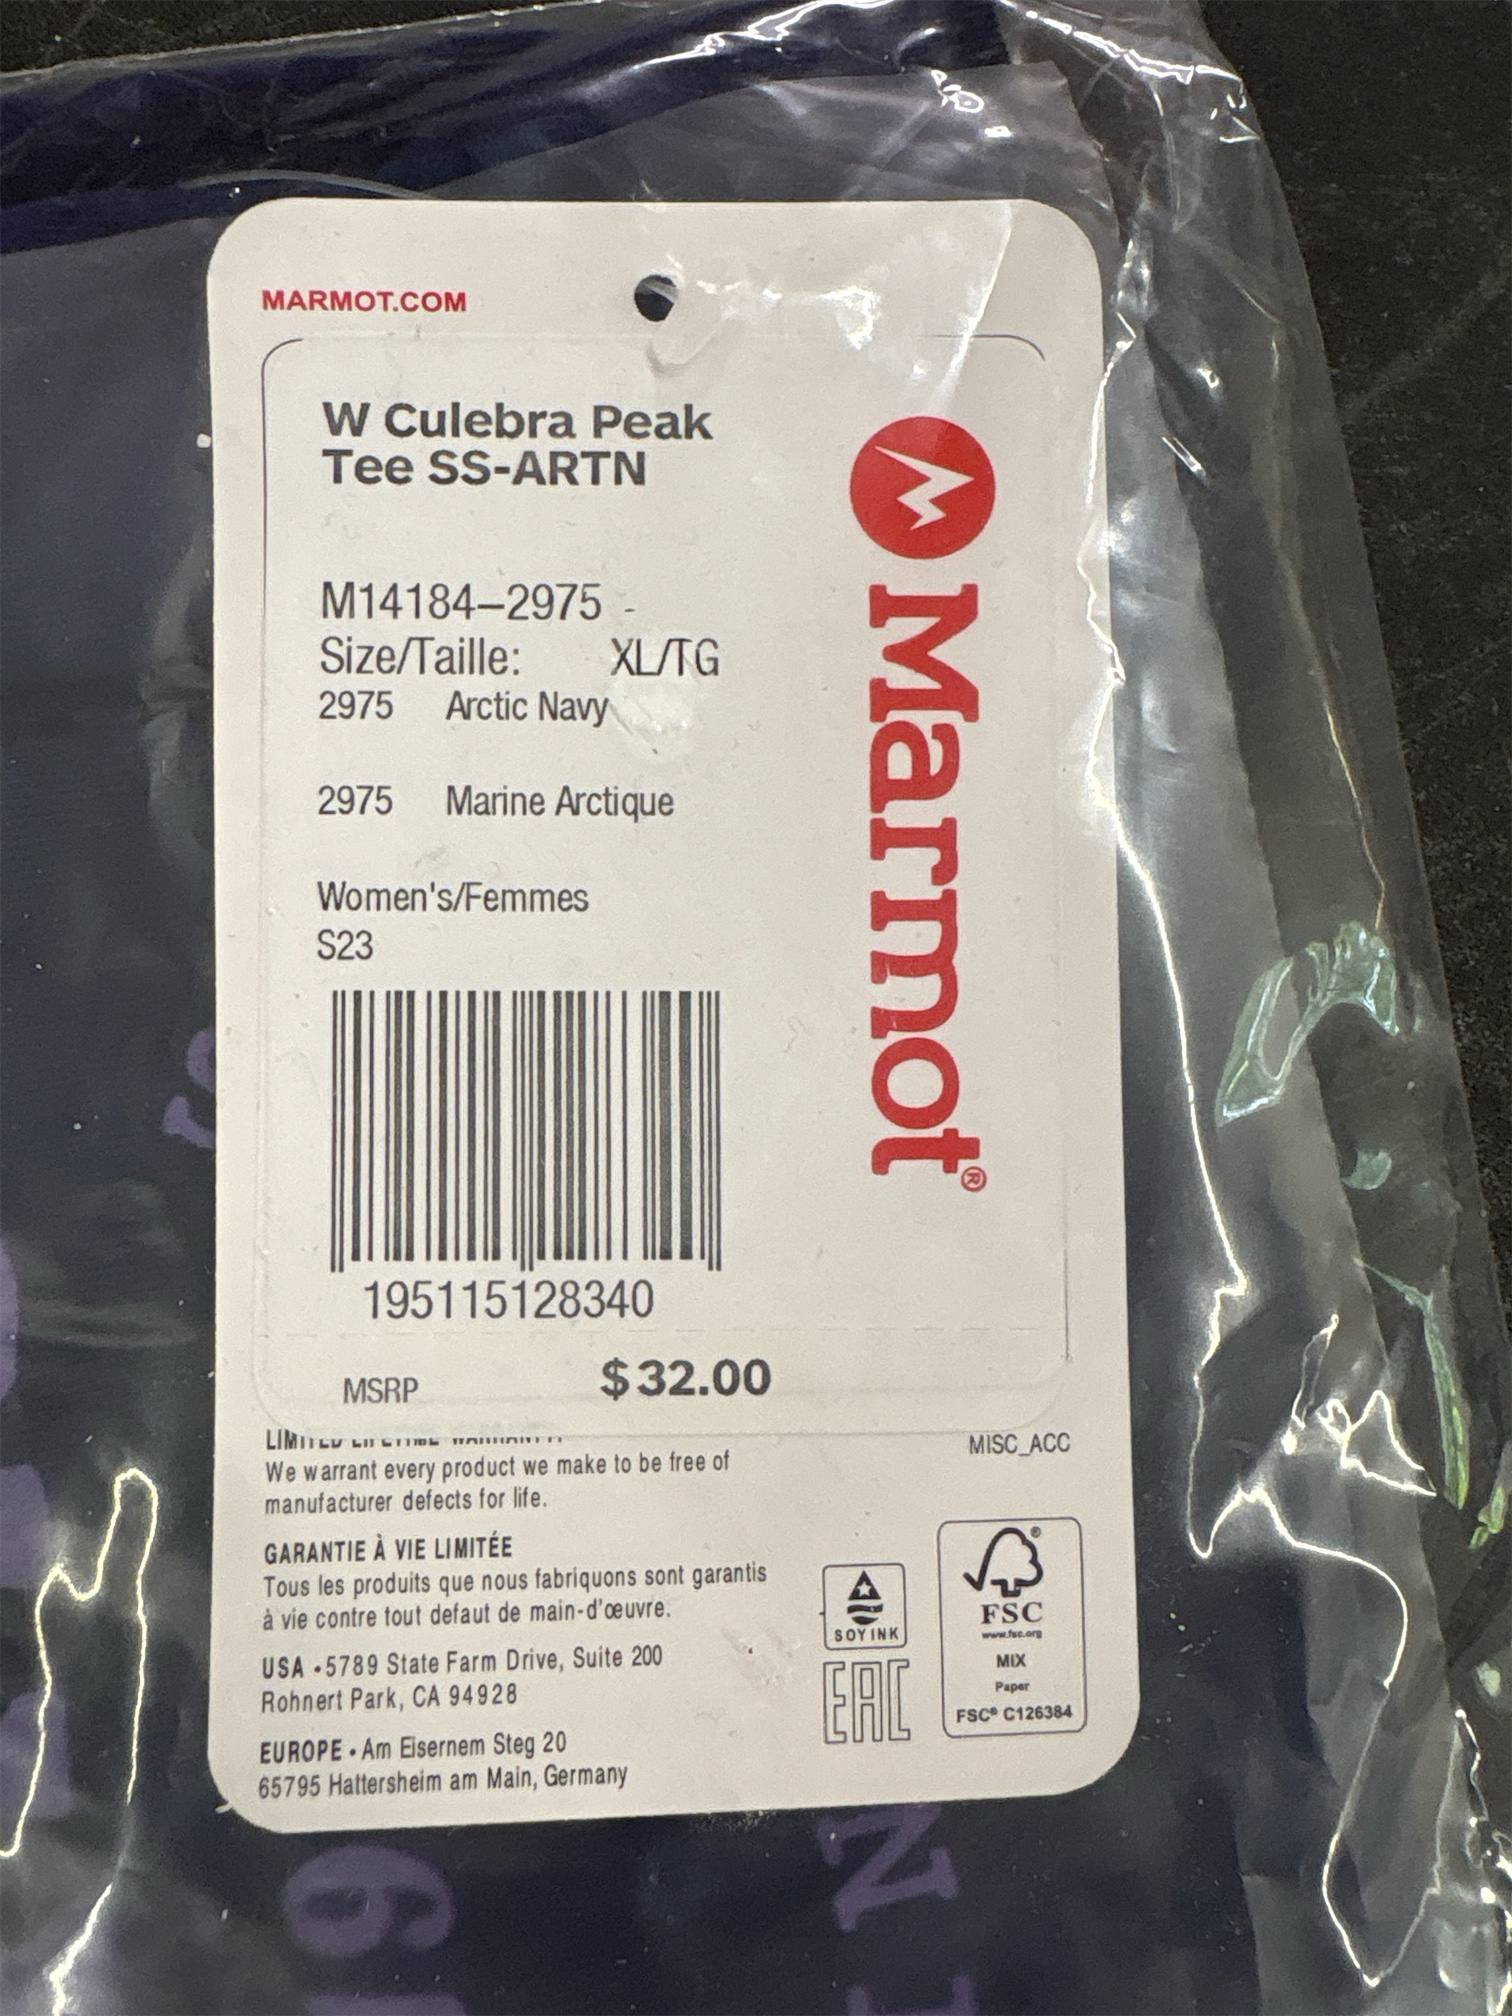 MARMOT.COM
W Culebra Peak
Tee SS-ARTN
M14184–2975 -
Size/Taille: XL/TG
2975 Arctic Navy
2975 Marine Arctique
Women's/Femmes
S23
195115128340
MSRP $32.00
Marmot®
LIMITED LIFETIME WARRANTY:
We warrant every product we make to be free of
manufacturer defects for life.
MISC_ACC
GARANTIE À VIE LIMITÉE
Tous les produits que nous fabriquons sont garantis
à vie contre tout defaut de main-d'œuvre.
USA • 5789 State Farm Drive, Suite 200
Rohnert Park, CA 94928
EUROPE • Am Eisernem Steg 20
65795 Hattersheim am Main, Germany
SOY INK
EAC
®
FSC
www.fsc.org
MIX
Paper
FSC® C126384